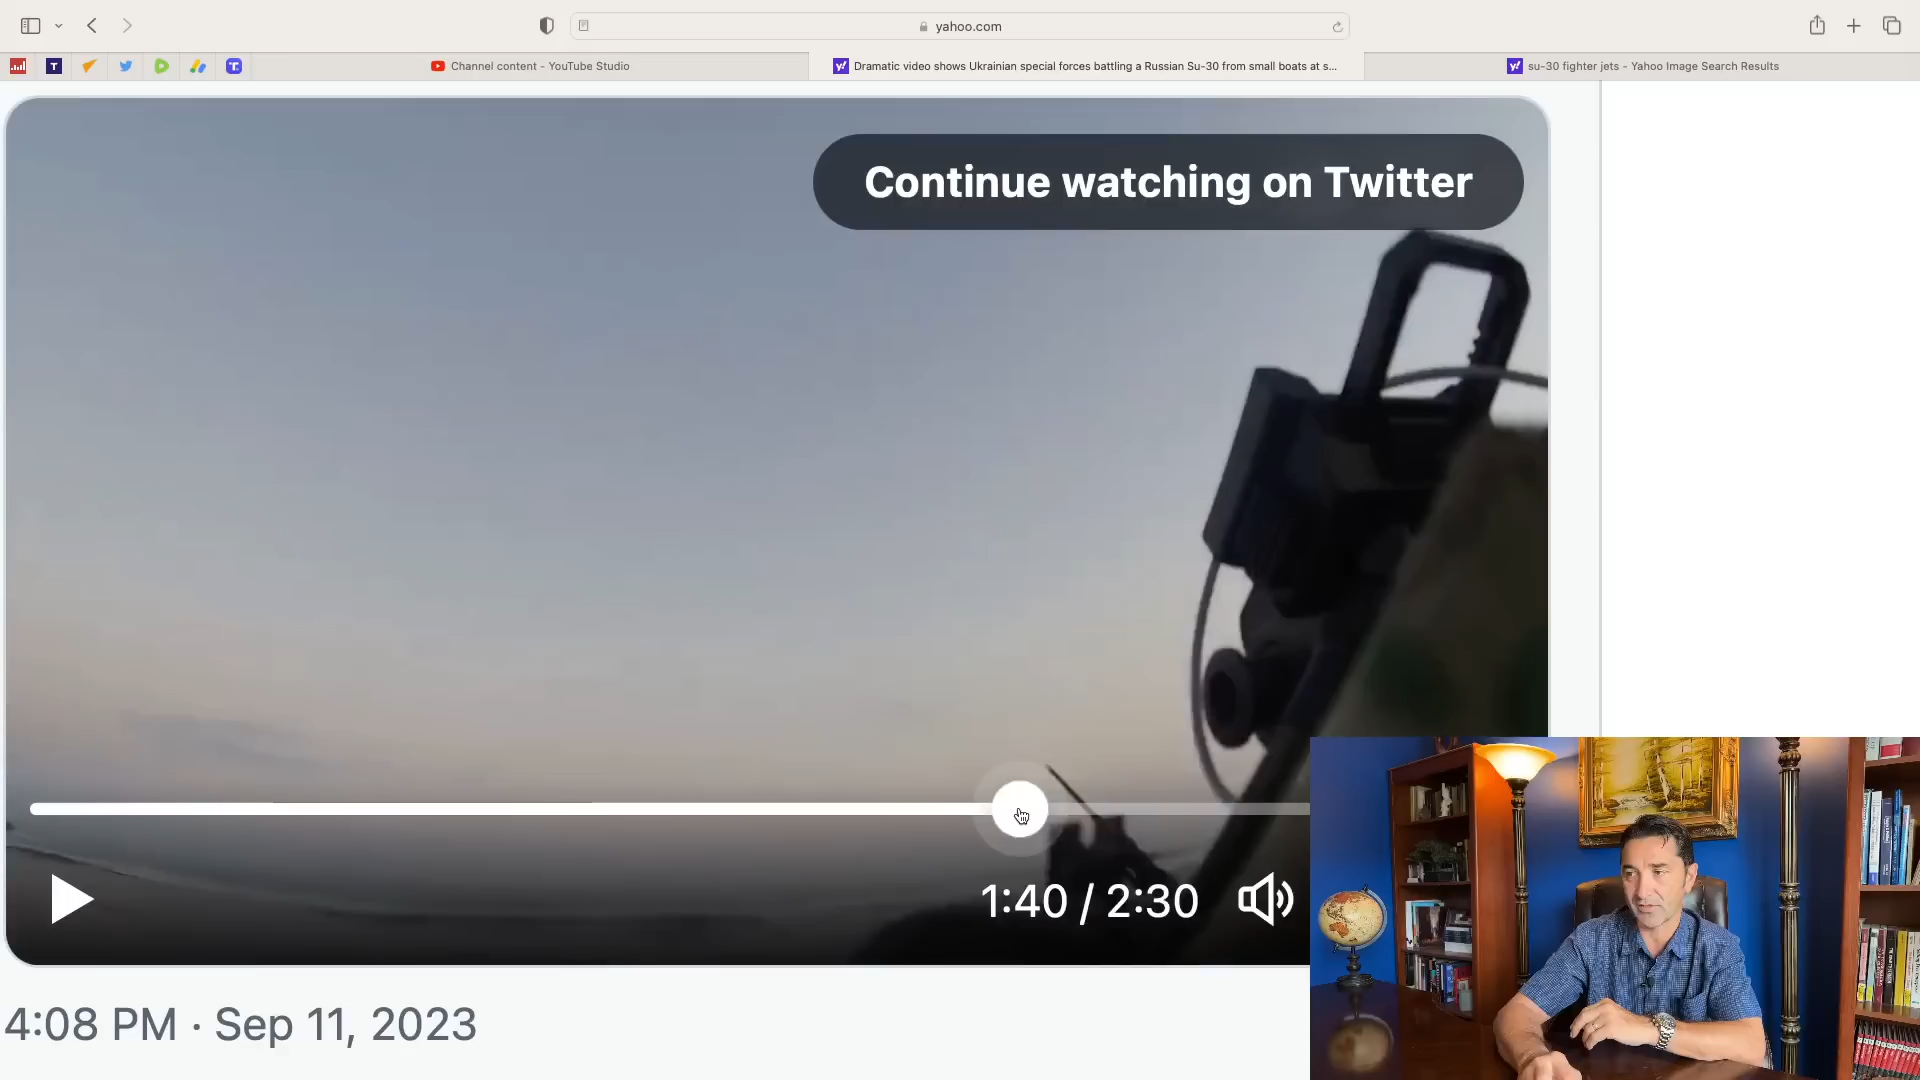 yahoo.com
T
Channel content - YouTube Studio
y! Dramatic video shows Ukrainian special forces battling a Russian Su-30 from small boats at s...
y! su-30 fighter jets - Yahoo Image Search Results
Continue watching on Twitter
1:40 / 2:30
4:08 PM · Sep 11, 2023